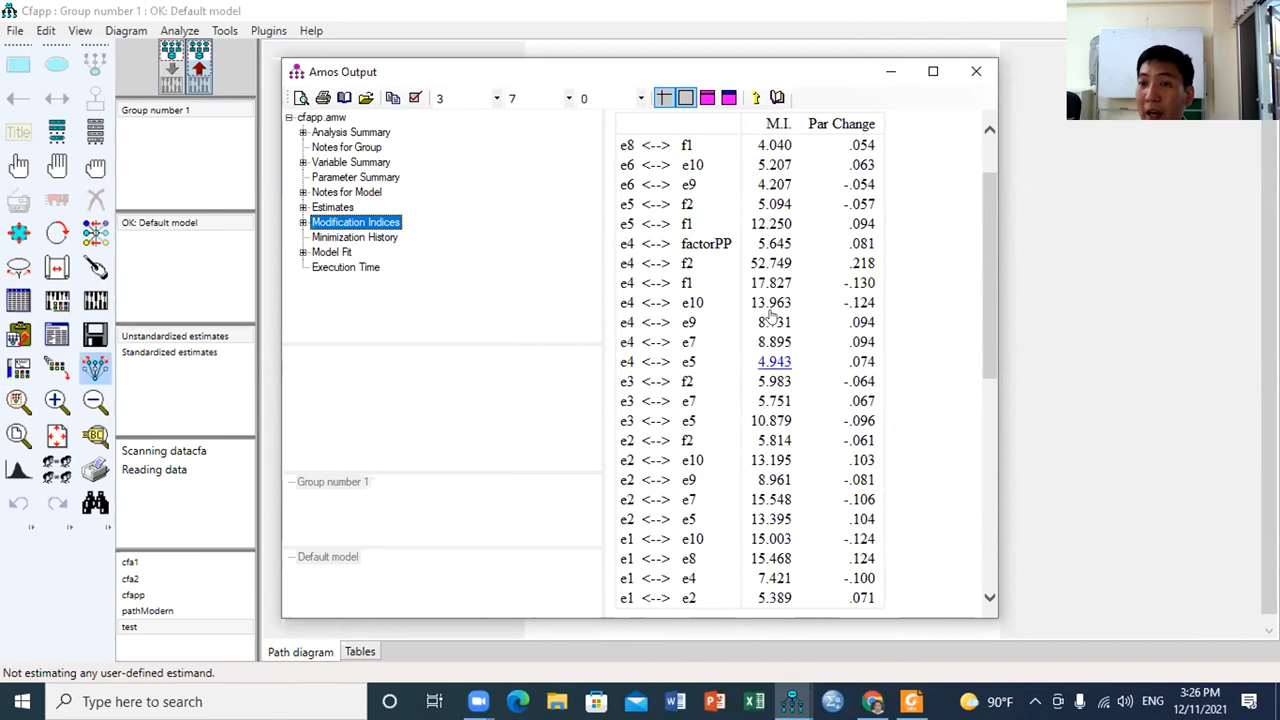 Cfapp : Group number 1 : OK: Default model
File Edit View Diagram Analyze Tools Plugins Help
Amos Output
3 7 0
Title
Group number 1
OK: Default model
Unstandardized estimates
Standardized estimates
Scanning datacfa
Reading data
cfa1
cfa2
cfapp
pathModern
test
cfapp.amw
Analysis Summary
Notes for Group
Variable Summary
Parameter Summary
Notes for Model
Estimates
Modification Indices
Minimization History
Model Fit
Execution Time
Group number 1
Default model
M.I. Par Change
e8 <--> f1 4.040 .054
e6 <--> e10 5.207 .063
e6 <--> e9 4.207 -.054
e5 <--> f2 5.094 -.057
e5 <--> f1 12.250 .094
e4 <--> factorPP 5.645 .081
e4 <--> f2 52.749 .218
e4 <--> f1 17.827 -.130
e4 <--> e10 13.963 -.124
e4 <--> e9 .094
e4 <--> e7 8.895 .094
e4 <--> e5 4.943 .074
e3 <--> f2 5.983 -.064
e3 <--> e7 5.751 .067
e3 <--> e5 10.879 -.096
e2 <--> f2 5.814 -.061
e2 <--> e10 13.195 .103
e2 <--> e9 8.961 -.081
e2 <--> e7 15.548 -.106
e2 <--> e5 13.395 .104
e1 <--> e10 15.003 -.124
e1 <--> e8 15.468 .124
e1 <--> e4 7.421 -.100
e1 <--> e2 5.389 .071
Path diagram Tables
Not estimating any user-defined estimand.
Type here to search
90°F
ENG
3:26 PM
12/11/2021